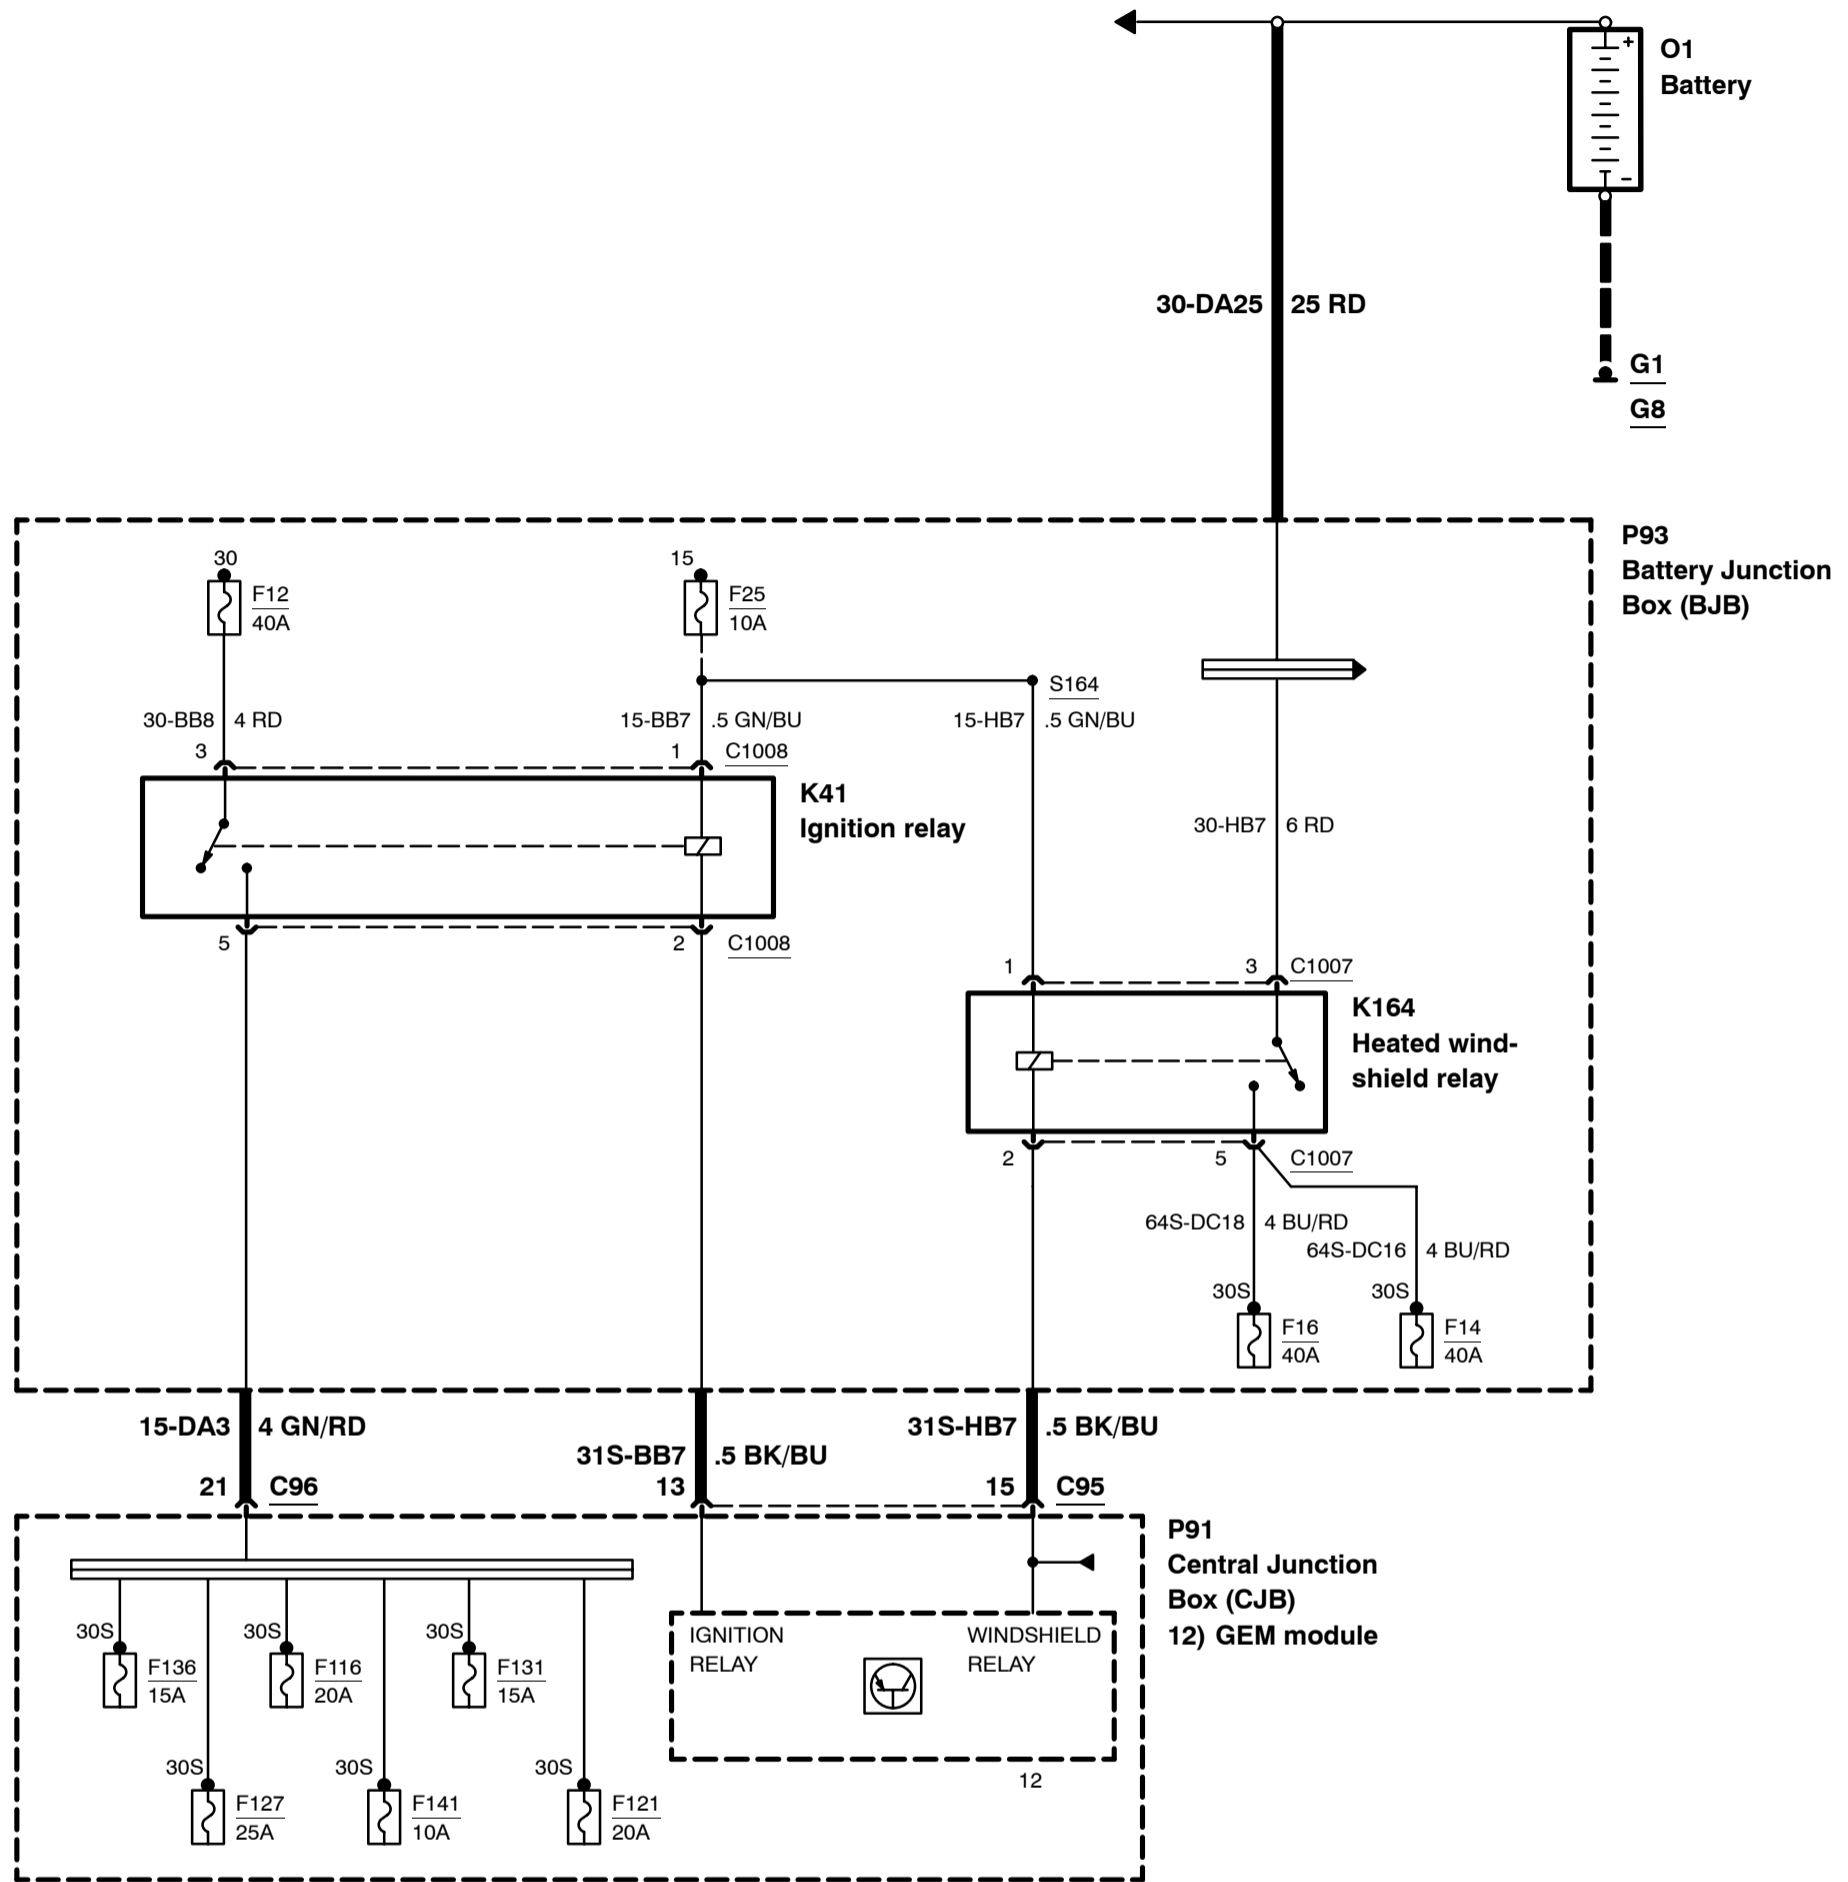 +
O1
Battery
−
30-DA25 25 RD
G1
G8
P93
Battery Junction
Box (BJB)
30
F12
40A
15
F25
10A
S164
30-BB8 4 RD
15-BB7 .5 GN/BU
15-HB7 .5 GN/BU
3
1 C1008
K41
Ignition relay
30-HB7 6 RD
5
2 C1008
1
3 C1007
K164
Heated wind-
shield relay
2
5 C1007
64S-DC18 4 BU/RD
64S-DC16 4 BU/RD
30S
F16
40A
30S
F14
40A
15-DA3 4 GN/RD
31S-BB7 .5 BK/BU
31S-HB7 .5 BK/BU
21 C96
13
15 C95
P91
Central Junction
Box (CJB)
12) GEM module
30S
F136
15A
30S
F116
20A
30S
F131
15A
IGNITION
RELAY
WINDSHIELD
RELAY
12
30S
F127
25A
30S
F141
10A
30S
F121
20A